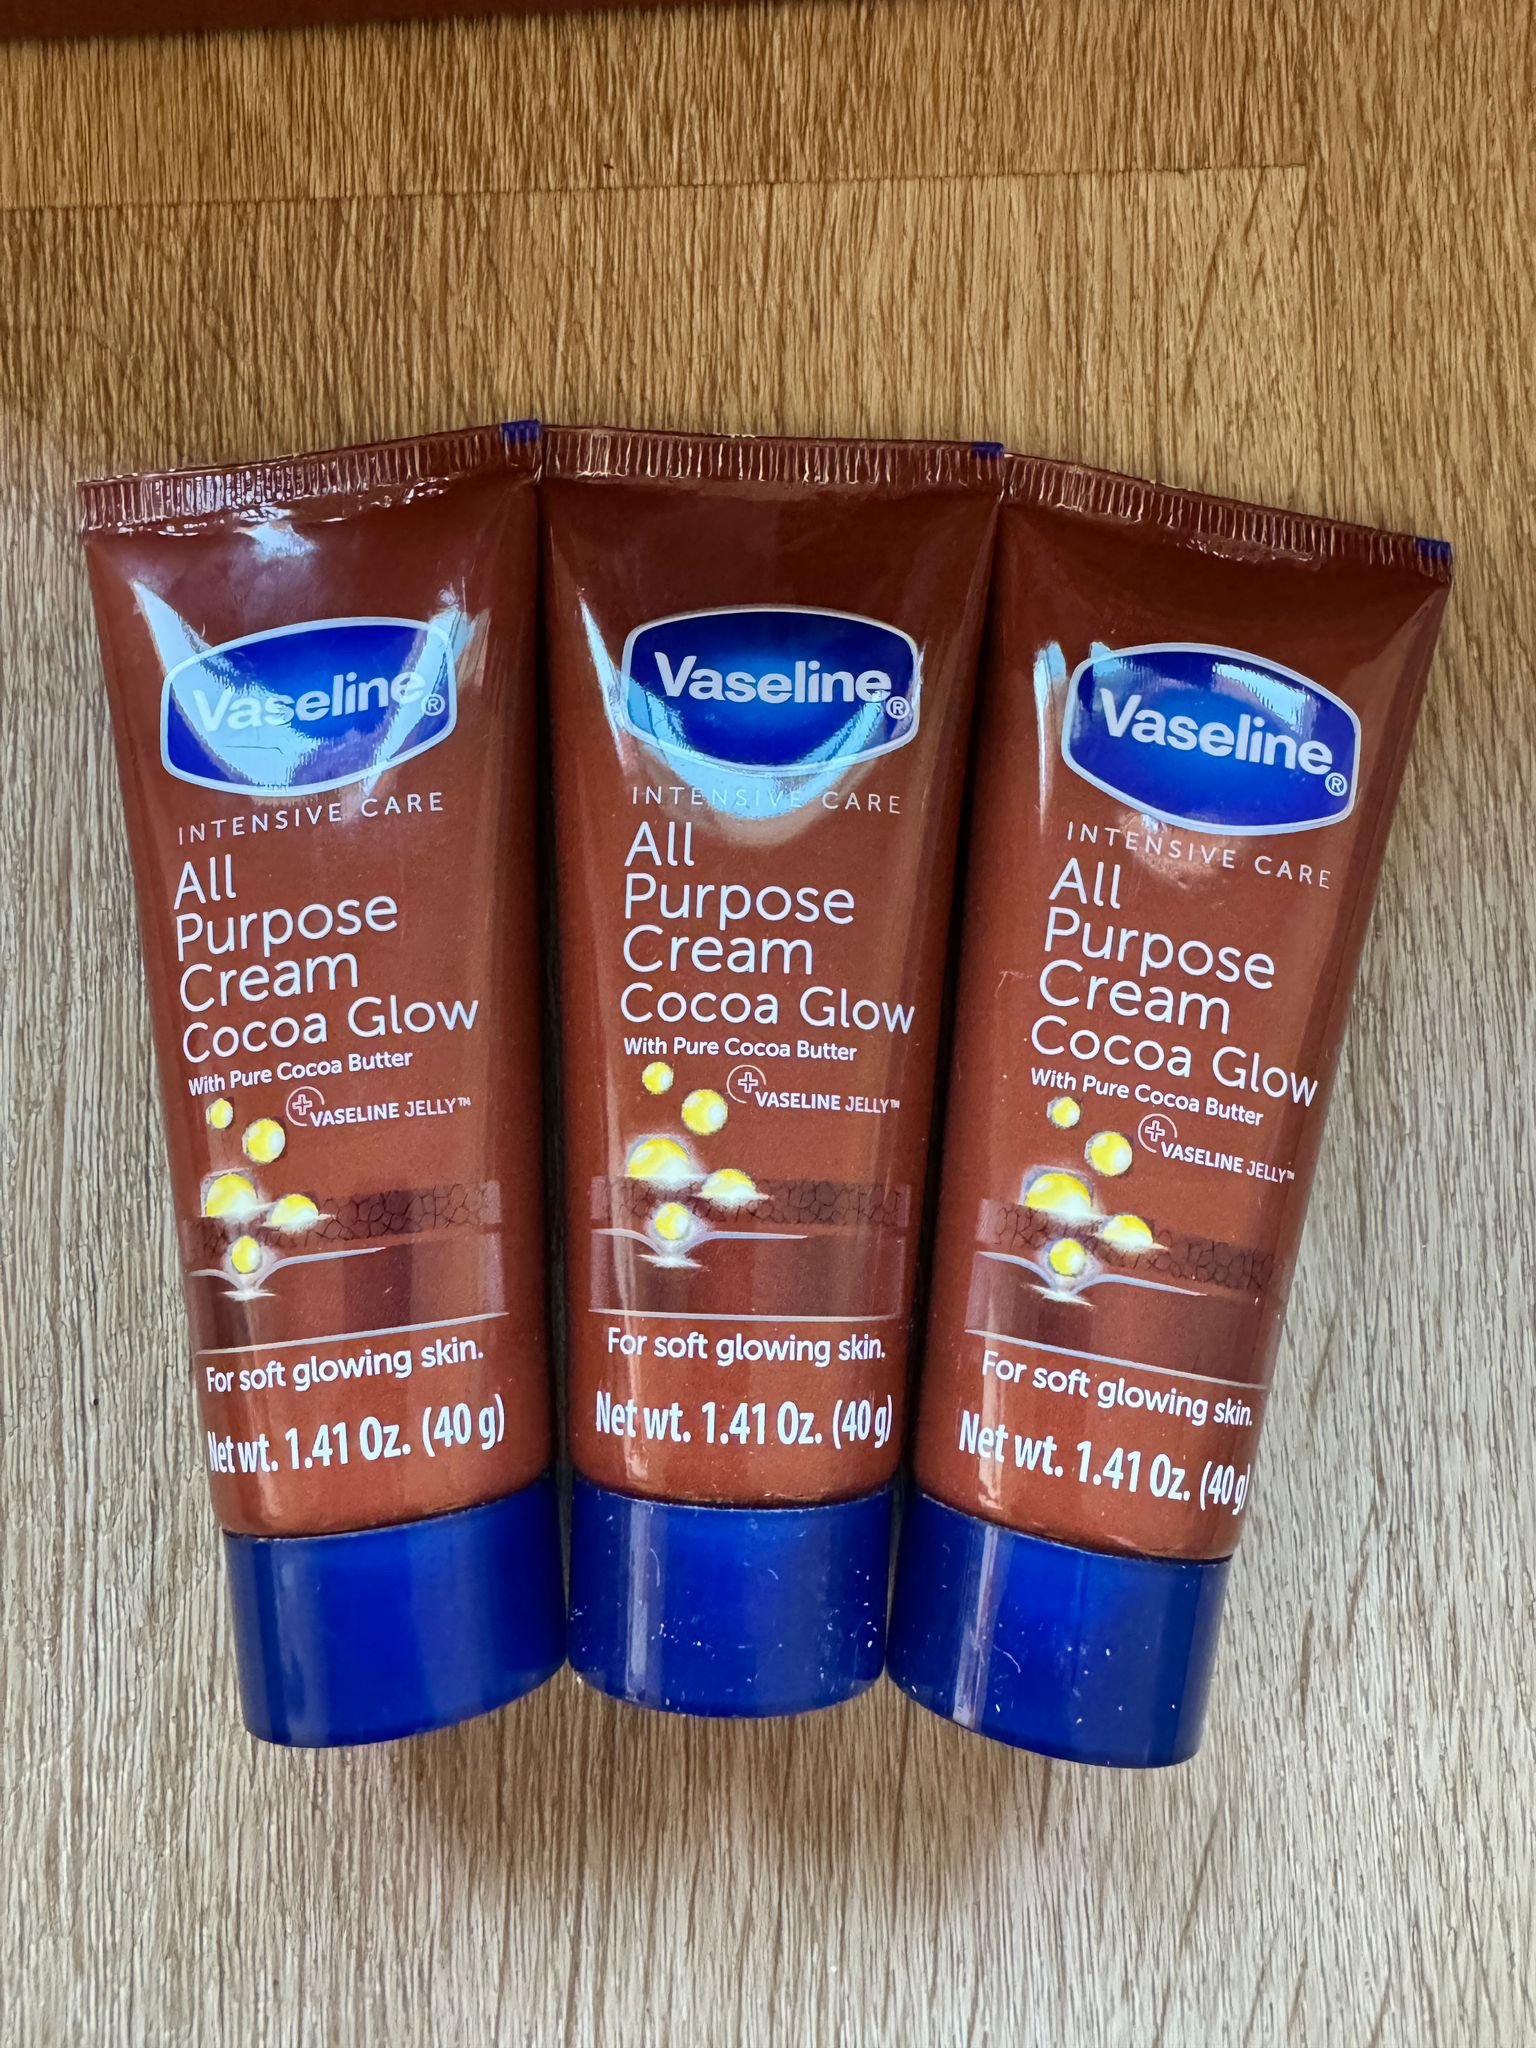 Vaseline®
INTENSIVE CARE
All
Purpose
Cream
Cocoa Glow
With Pure Cocoa Butter
+ VASELINE JELLY™
For soft glowing skin.
Net wt. 1.41 Oz. (40 g)
Vaseline®
INTENSIVE CARE
All
Purpose
Cream
Cocoa Glow
With Pure Cocoa Butter
+ VASELINE JELLY™
For soft glowing skin.
Net wt. 1.41 Oz. (40 g)
Vaseline®
INTENSIVE CARE
All
Purpose
Cream
Cocoa Glow
With Pure Cocoa Butter
+ VASELINE JELLY™
For soft glowing skin.
Net wt. 1.41 Oz. (40 g)